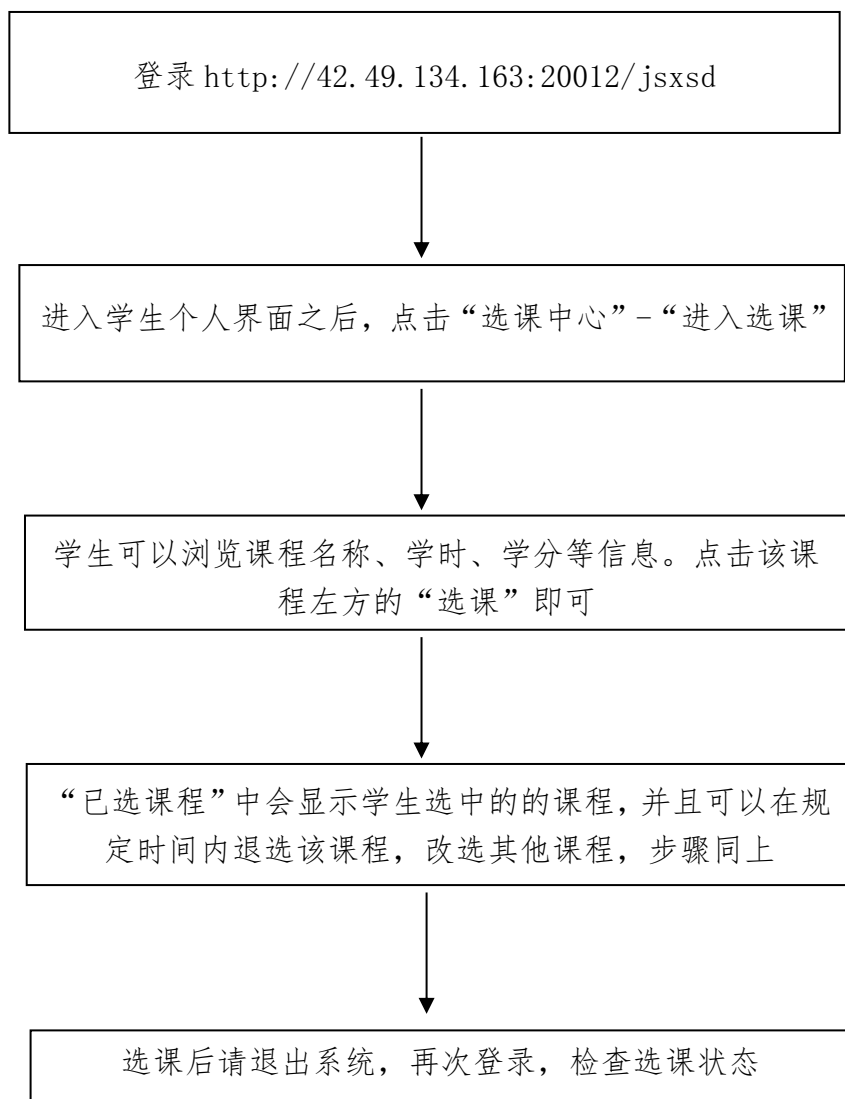 登录 http://42.49.134.163:20012/jsxsd
进入学生个人界面之后，点击“选课中心”-“进入选课”
学生可以浏览课程名称、学时、学分等信息。点击该课
程左方的“选课”即可
“已选课程”中会显示学生选中的的课程，并且可以在规
定时间内退选该课程，改选其他课程，步骤同上
选课后请退出系统，再次登录，检查选课状态